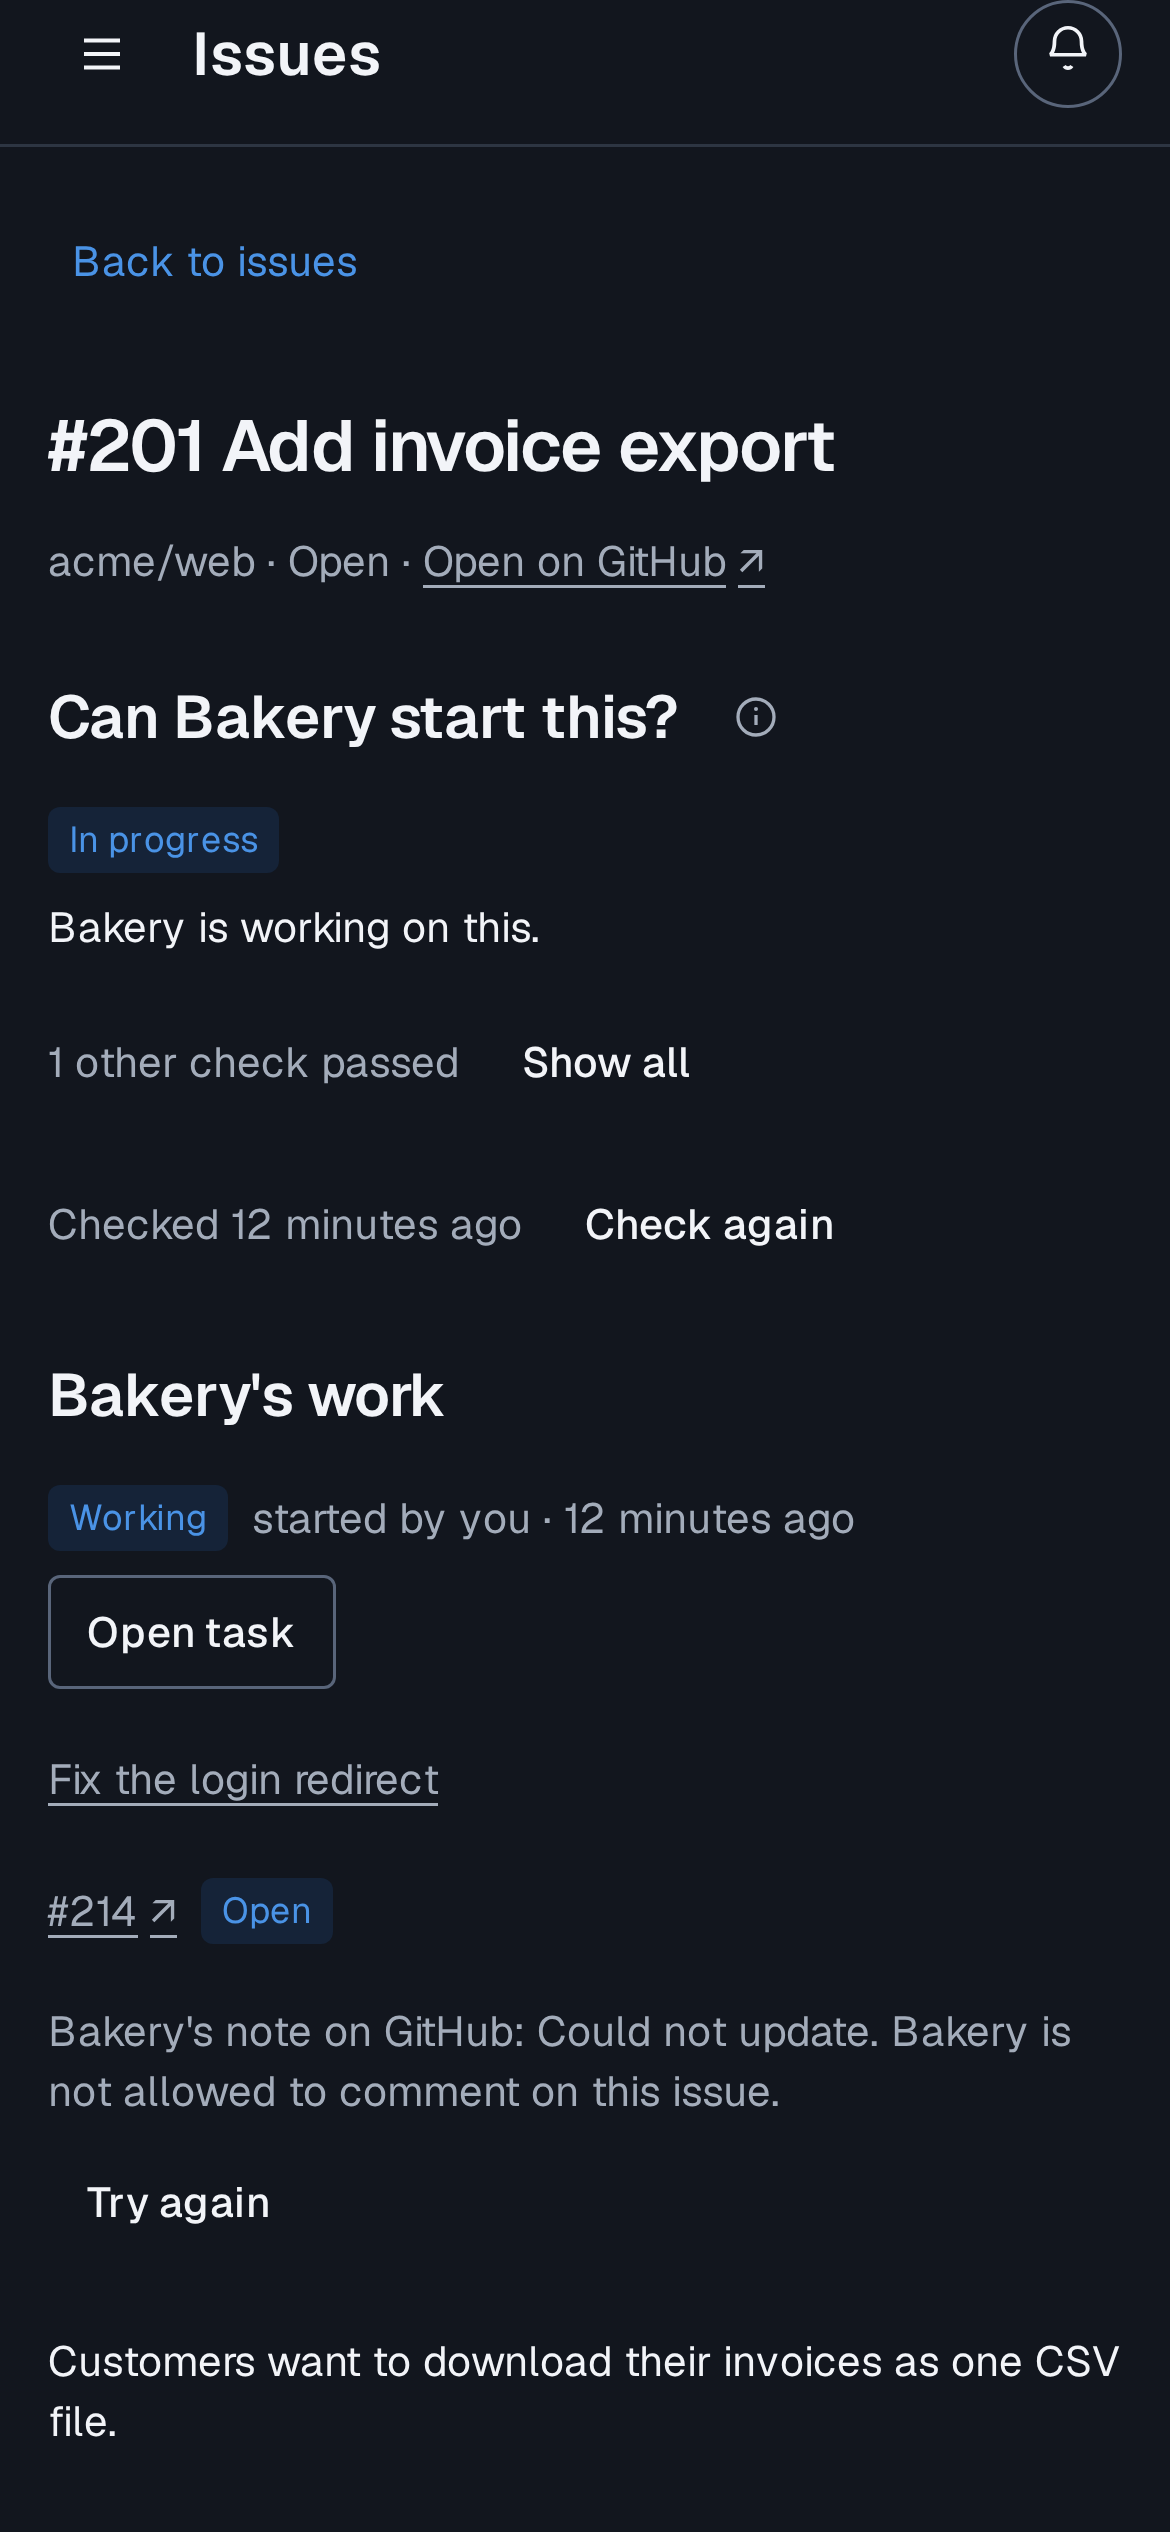 Issues
Back to issues
#201 Add invoice export
acme/web · Open · Open on GitHub ↗
Can Bakery start this?
In progress
Bakery is working on this.
1 other check passed Show all
Checked 12 minutes ago Check again
Bakery's work
Working started by you · 12 minutes ago
Open task
Fix the login redirect
#214 ↗ Open
Bakery's note on GitHub: Could not update. Bakery is
not allowed to comment on this issue.
Try again
Customers want to download their invoices as one CSV
file.